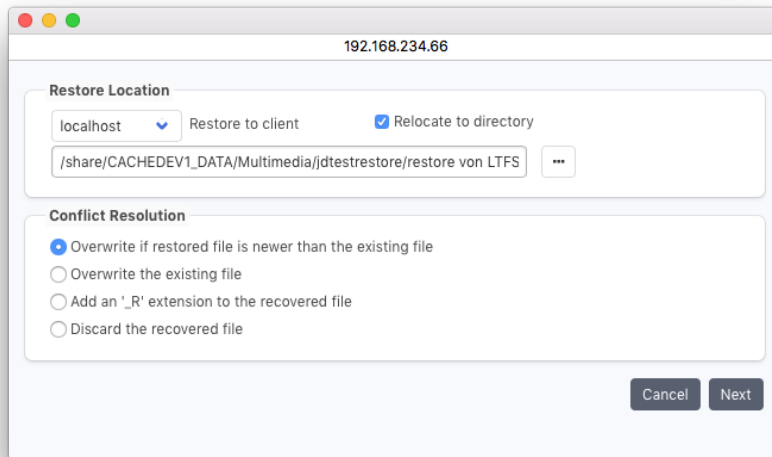 192.168.234.66
Restore Location
localhost Restore to client Relocate to directory
/share/CACHEDEV1_DATA/Multimedia/jdtestrestore/restore von LTFS ...
Conflict Resolution
Overwrite if restored file is newer than the existing file
Overwrite the existing file
Add an '_R' extension to the recovered file
Discard the recovered file
Cancel Next